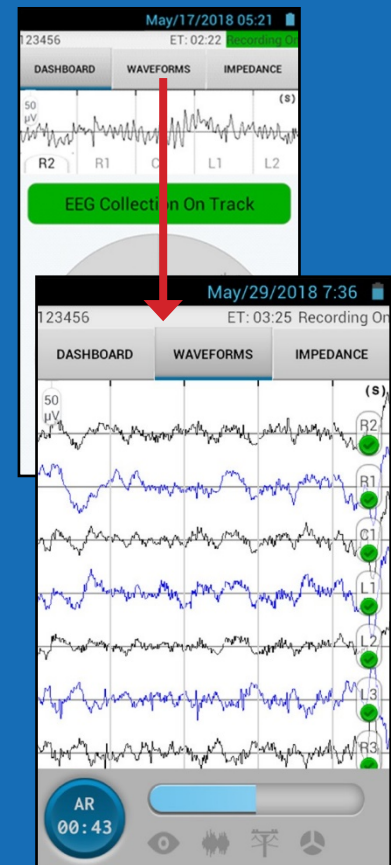 May/17/2018 05:21
123456 ET: 02:22 Recording On
DASHBOARD WAVEFORMS IMPEDANCE
50 (s)
µV
R2 R1 C L1 L2
EEG Collection On Track
May/29/2018 7:36
123456 ET: 03:25 Recording On
DASHBOARD WAVEFORMS IMPEDANCE
50 (s)
µV
R2
R1
C1
L1
L2
L3
R3
AR
00:43